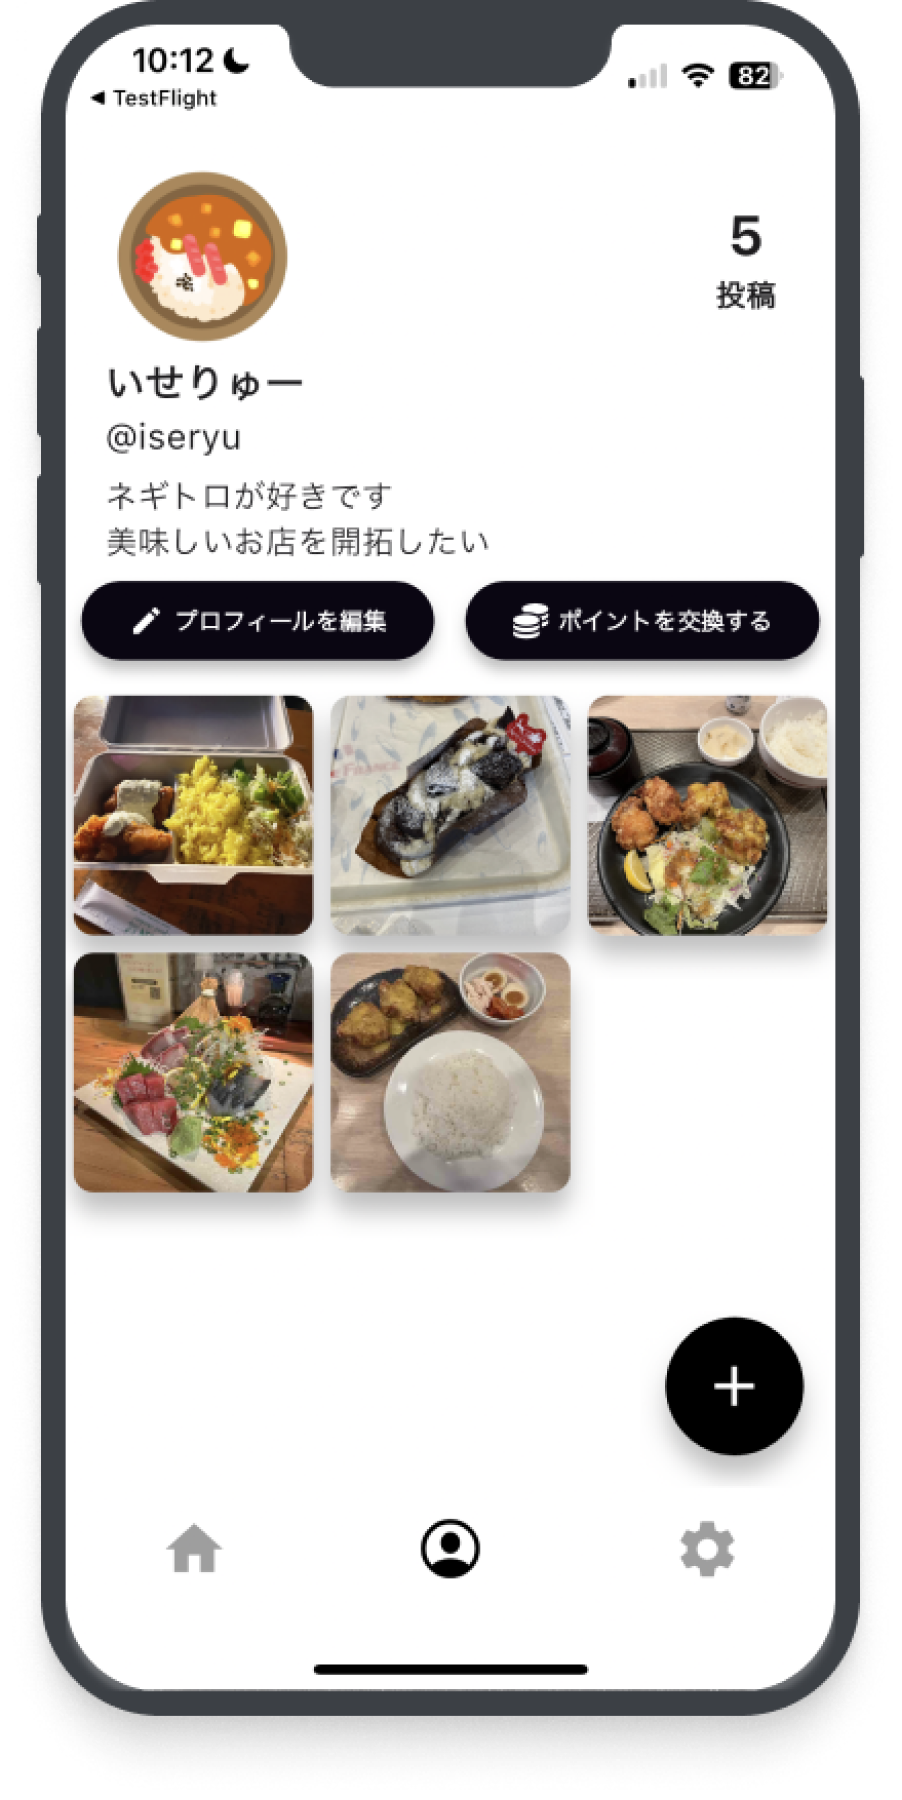 10:12
82
◀ TestFlight
5
投稿
いせりゅー
@iseryu
ネギトロが好きです
美味しいお店を開拓したい
プロフィールを編集
ポイントを交換する